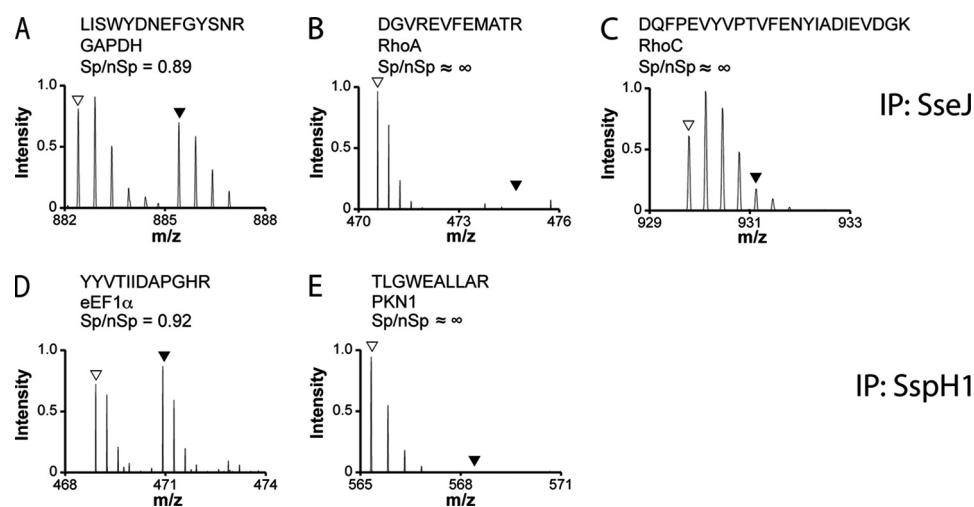 A
LISWYDNEFGYSNR
GAPDH
Sp/nSp = 0.89
Intensity
1.0
0.5
0
882
885
888
m/z
B
DGVREVFEMATR
RhoA
Sp/nSp ≈ ∞
Intensity
1.0
0.5
0
470
473
476
m/z
C
DQFPEVYVPTVFENYIADIEVDGK
RhoC
Sp/nSp ≈ ∞
Intensity
1.0
0.5
0
929
931
933
m/z
IP: SseJ
D
YYVTIIDAPGHR
eEF1α
Sp/nSp = 0.92
Intensity
1.0
0.5
0
468
471
474
m/z
E
TLGWEALLAR
PKN1
Sp/nSp ≈ ∞
Intensity
1.0
0.5
0
565
568
571
m/z
IP: SspH1